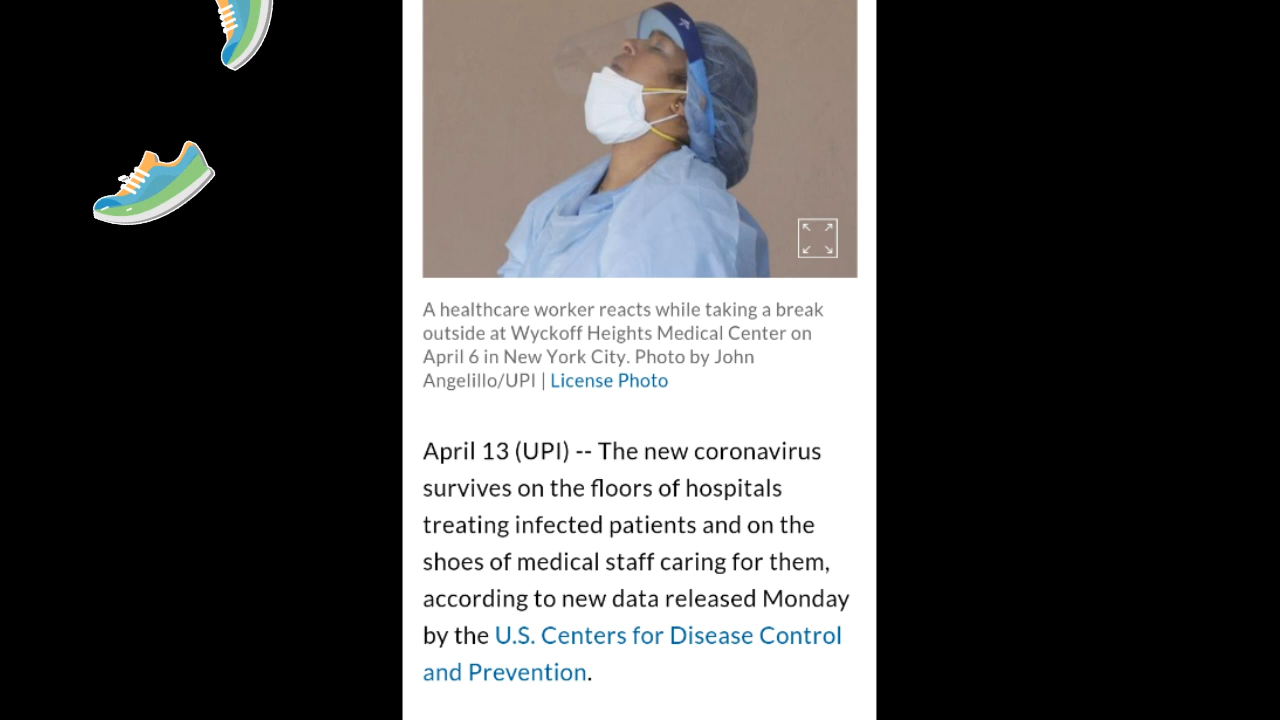 A healthcare worker reacts while taking a break
outside at Wyckoff Heights Medical Center on
April 6 in New York City. Photo by John
Angelillo/UPI | License Photo
April 13 (UPI) -- The new coronavirus
survives on the floors of hospitals
treating infected patients and on the
shoes of medical staff caring for them,
according to new data released Monday
by the U.S. Centers for Disease Control
and Prevention.